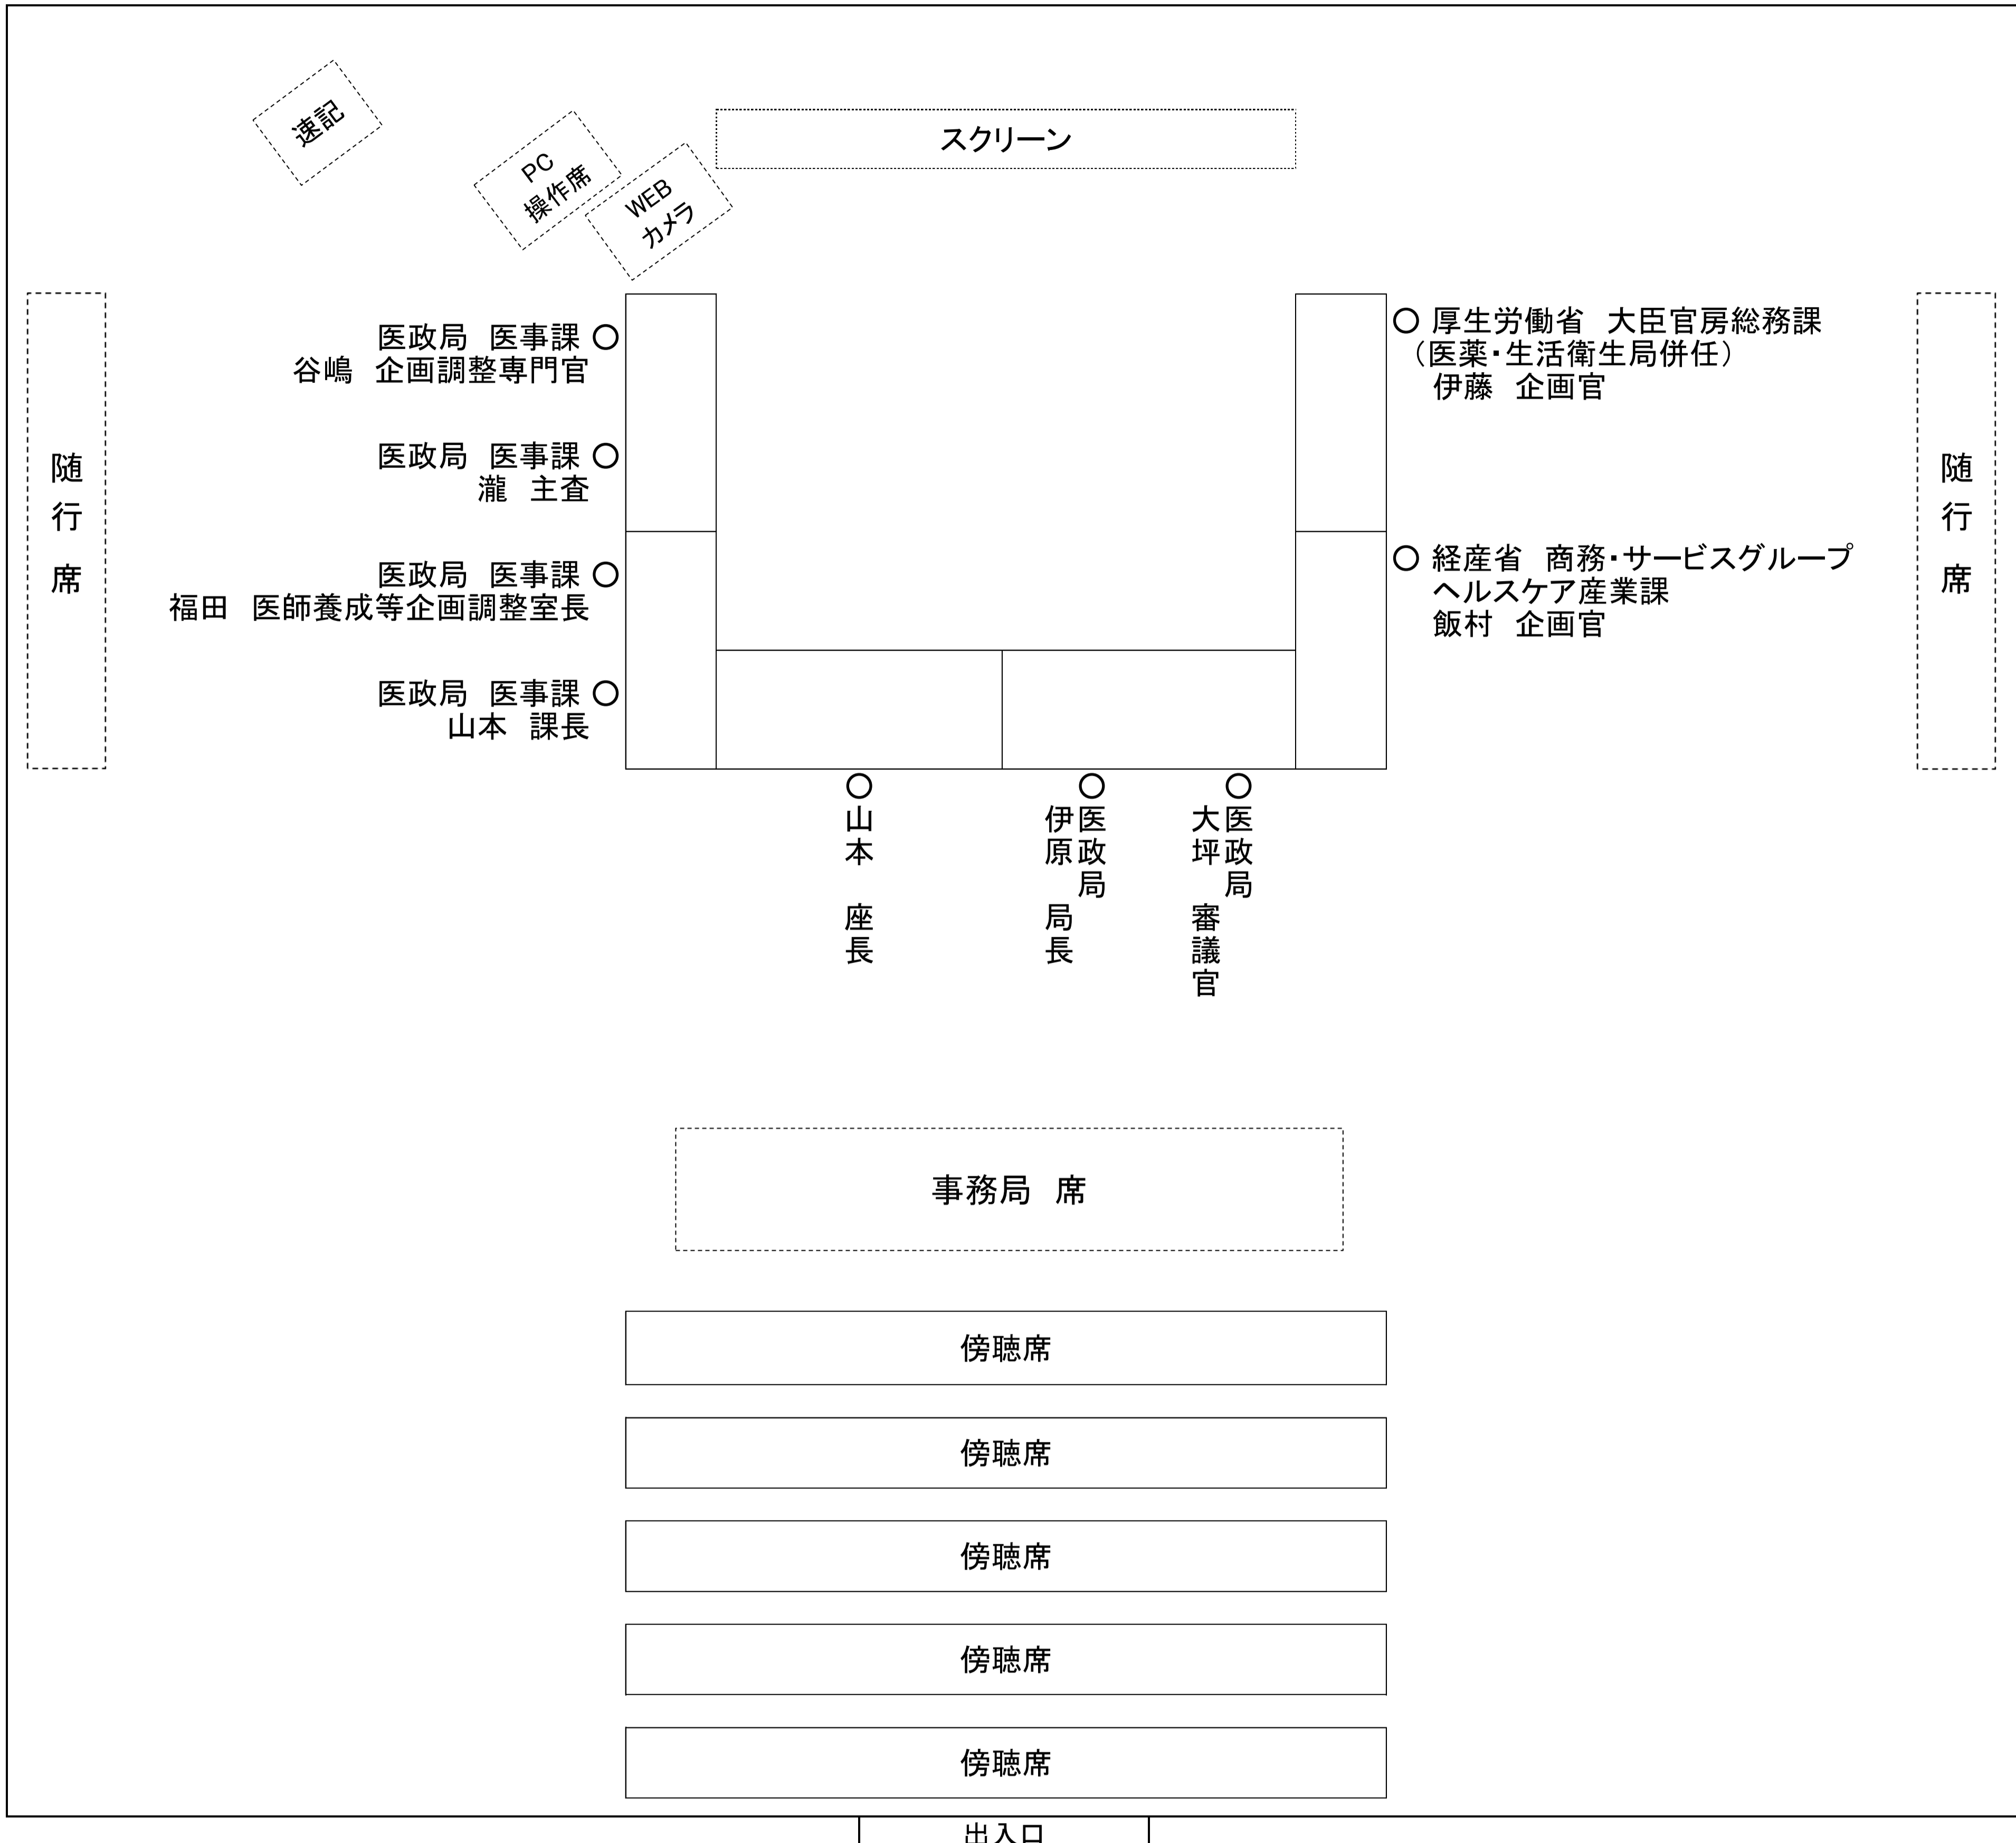 速記
PC
操作席
WEB
カメラ
スクリーン
随行席
医政局　医事課 〇
谷嶋　企画調整専門官
医政局　医事課 〇
瀧　主査
医政局　医事課 〇
福田　医師養成等企画調整室長
医政局　医事課 〇
山本　課長
〇 厚生労働省　大臣官房総務課
（医薬・生活衛生局併任）
伊藤　企画官
〇 経産省　商務・サービスグループ
ヘルスケア産業課
飯村　企画官
随行席
〇山本　座長
〇医政局
伊原　局長
〇医政局
大坪　審議官
事務局　席
傍聴席
傍聴席
傍聴席
傍聴席
傍聴席
出入口